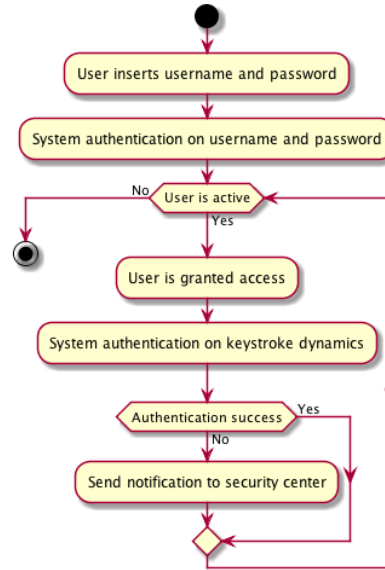 User inserts username and password
System authentication on username and password
No
User is active
Yes
User is granted access
System authentication on keystroke dynamics
Authentication success
Yes
No
Send notification to security center